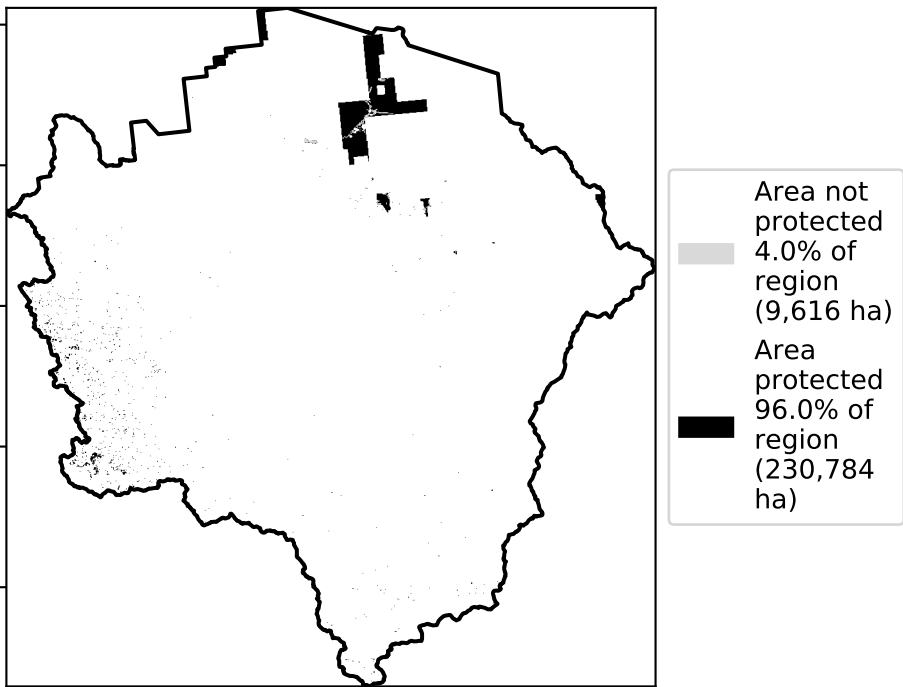 Area not
protected
4.0% of
region
(9,616 ha)
Area
protected
96.0% of
region
(230,784
ha)